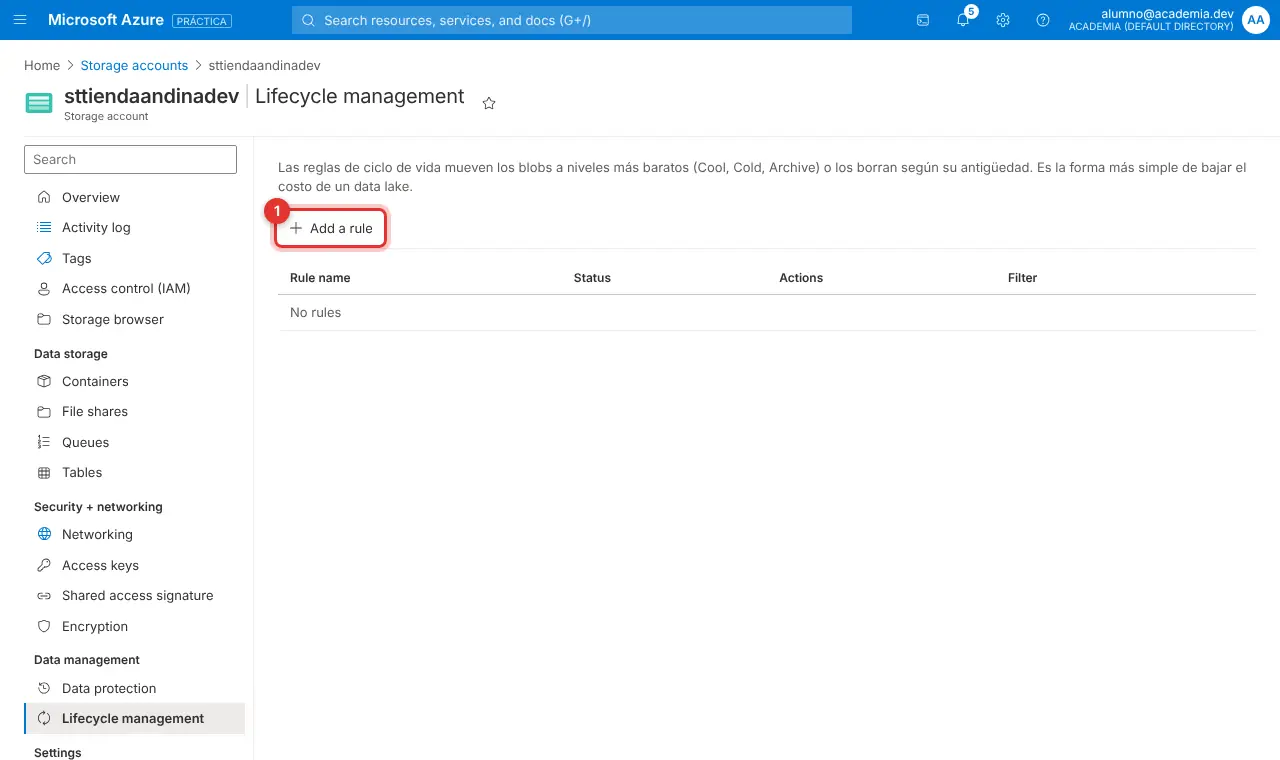 Microsoft Azure PRÁCTICA
Search resources, services, and docs (G+/)
5
alumno@academia.dev
ACADEMIA (DEFAULT DIRECTORY)
AA
Home > Storage accounts > sttiendaandinadev
sttiendaandinadev | Lifecycle management
Storage account
Search
Overview
Activity log
Tags
Access control (IAM)
Storage browser
Data storage
Containers
File shares
Queues
Tables
Security + networking
Networking
Access keys
Shared access signature
Encryption
Data management
Data protection
Lifecycle management
Settings
Las reglas de ciclo de vida mueven los blobs a niveles más baratos (Cool, Cold, Archive) o los borran según su antigüedad. Es la forma más simple de bajar el
costo de un data lake.
1
+ Add a rule
Rule name Status Actions Filter
No rules